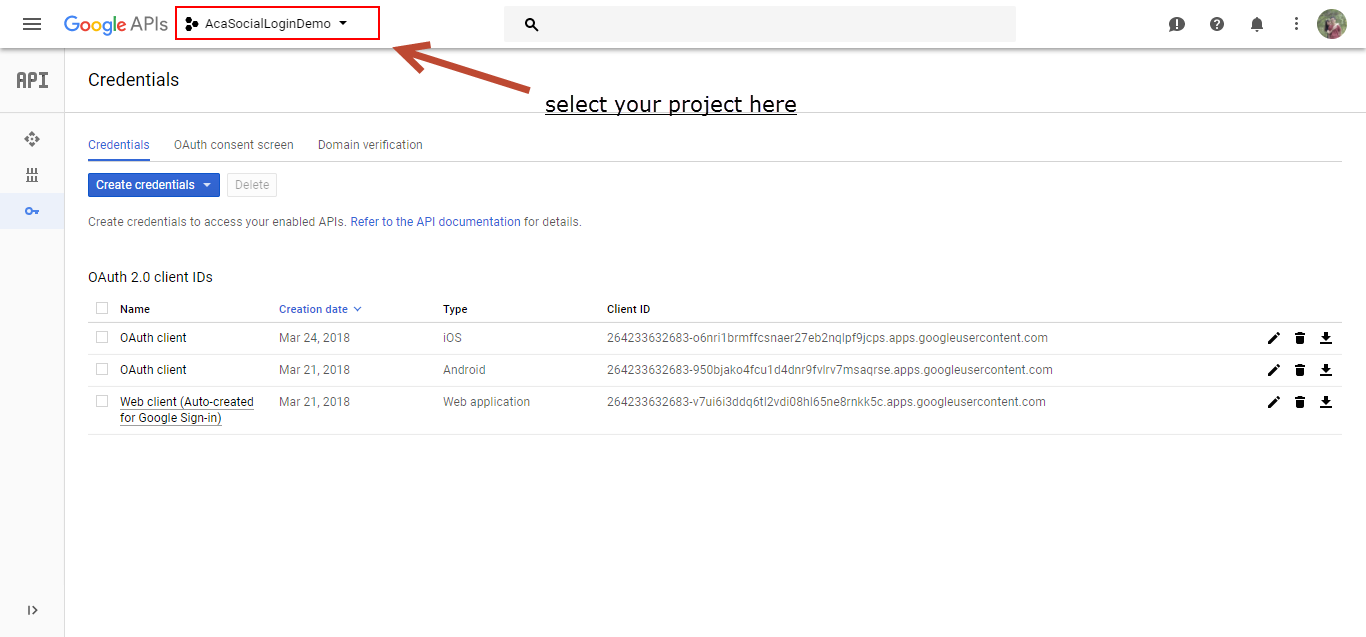 Google APIs
AcaSocialLoginDemo
select your project here
API
Credentials
Credentials
OAuth consent screen
Domain verification
Create credentials
Delete
Create credentials to access your enabled APIs. Refer to the API documentation for details.
OAuth 2.0 client IDs
Name Creation date Type Client ID
OAuth client Mar 24, 2018 iOS 264233632683-o6nri1brmffcsnaer27eb2nqlpf9jcps.apps.googleusercontent.com
OAuth client Mar 21, 2018 Android 264233632683-950bjako4fcu1d4dnr9fvlrv7msaqrse.apps.googleusercontent.com
Web client (Auto-created Mar 21, 2018 Web application 264233632683-v7ui6i3ddq6tl2vdi08hl65ne8rnkk5c.apps.googleusercontent.com
for Google Sign-in)